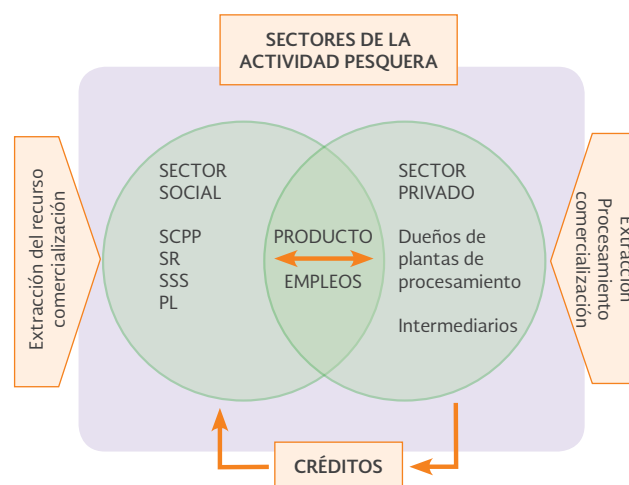 SECTORES DE LA
ACTIVIDAD PESQUERA
Extracción del recurso
comercialización
SECTOR
SOCIAL
SCPP
SR
SSS
PL
PRODUCTO
EMPLEOS
SECTOR
PRIVADO
Dueños de
plantas de
procesamiento
Intermediarios
Extracción
Procesamiento
comercialización
CRÉDITOS